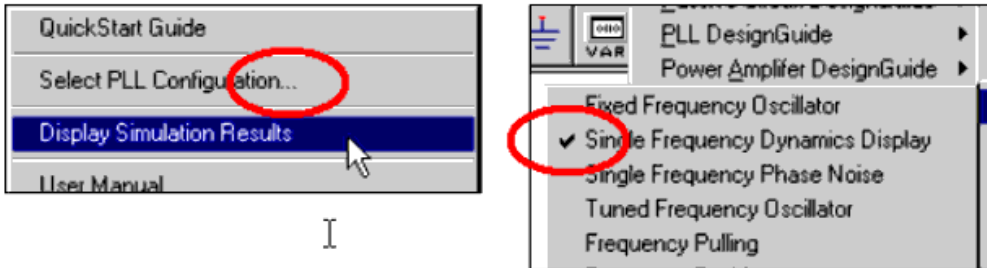 QuickStart Guide
Select PLL Configuration...
Display Simulation Results
User Manual
VAR
PLL DesignGuide
Power Amplifer DesignGuide
Fixed Frequency Oscillator
Single Frequency Dynamics Display
Single Frequency Phase Noise
Tuned Frequency Oscillator
Frequency Pulling